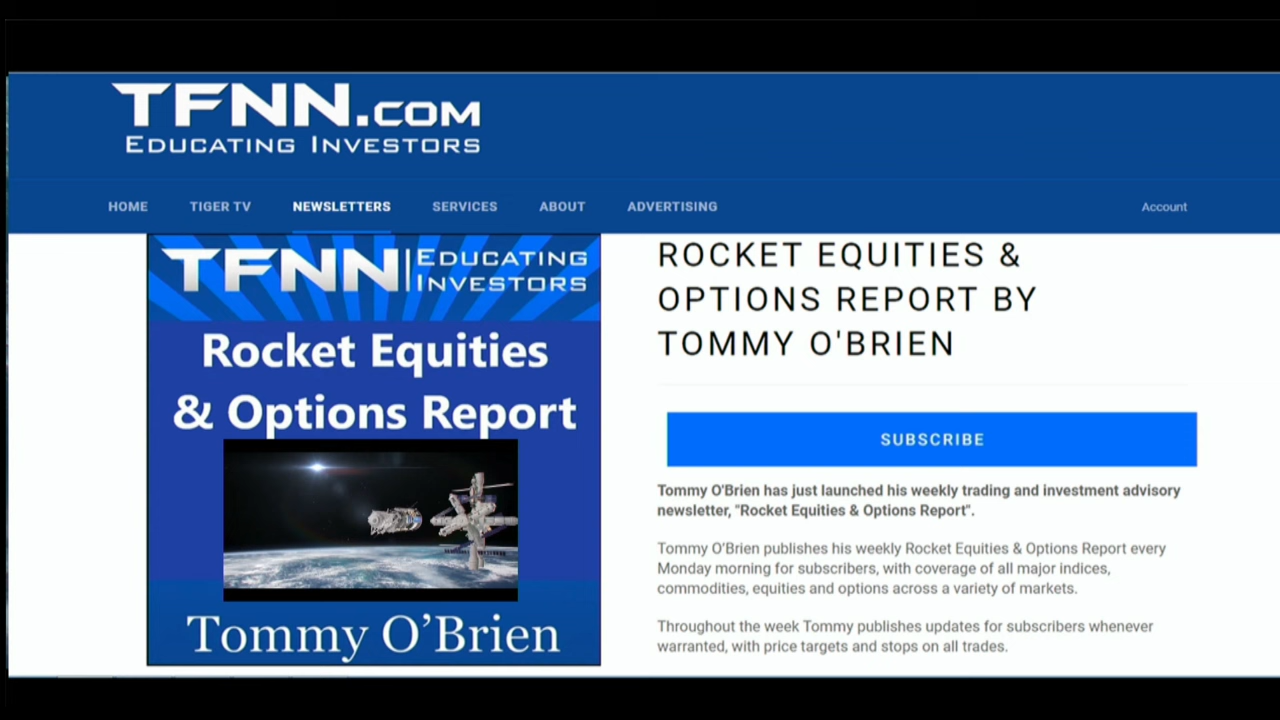 TFNN.COM
EDUCATING INVESTORS
HOME TIGER TV NEWSLETTERS SERVICES ABOUT ADVERTISING Account
TFNN EDUCATING
INVESTORS
Rocket Equities
& Options Report
Tommy O’Brien
ROCKET EQUITIES &
OPTIONS REPORT BY
TOMMY O'BRIEN
SUBSCRIBE
Tommy O'Brien has just launched his weekly trading and investment advisory
newsletter, "Rocket Equities & Options Report".
Tommy O’Brien publishes his weekly Rocket Equities & Options Report every
Monday morning for subscribers, with coverage of all major indices,
commodities, equities and options across a variety of markets.
Throughout the week Tommy publishes updates for subscribers whenever
warranted, with price targets and stops on all trades.